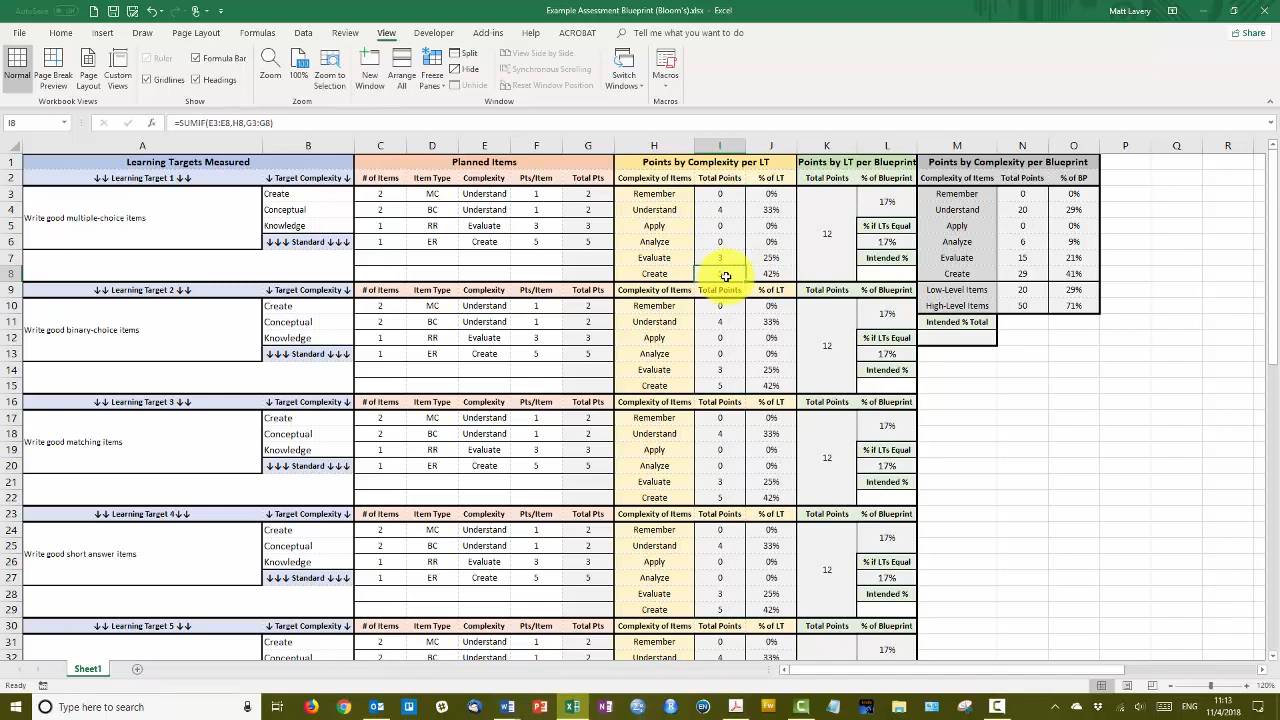 AutoSave Off Example Assessment Blueprint (Bloom's).xlsx - Excel Matt Lavery
File Home Insert Draw Page Layout Formulas Data Review View Developer Add-ins Help ACROBAT Tell me what you want to do Share
Normal Page Break Preview Page Layout Custom Views
Ruler Formula Bar
Gridlines Headings
Zoom 100% Zoom to Selection
New Window Arrange All Freeze Panes
Split View Side by Side
Hide Synchronous Scrolling
Unhide Reset Window Position
Switch Windows Macros
Workbook Views Show Zoom Window Macros
I8 fx =SUMIF(E3:E8,H8,G3:G8)
A B C D E F G H I J K L M N O P Q R
1 Learning Targets Measured Planned Items Points by Complexity per LT Points by LT per Blueprint Points by Complexity per Blueprint
2 ↓↓ Learning Target 1 ↓↓ ↓ Target Complexity ↓ # of Items Item Type Complexity Pts/Item Total Pts Complexity of Items Total Points % of LT Total Points % of Blueprint Complexity of Items Total Points % of BP
3 Create 2 MC Understand 1 2 Remember 0 0% 17% Remember 0 0%
4 Write good multiple-choice items Conceptual 2 BC Understand 1 2 Understand 4 33% Understand 20 29%
5 Knowledge 1 RR Evaluate 3 3 Apply 0 0% 12 % if LTs Equal Apply 0 0%
6 ↓↓↓ Standard ↓↓↓ 1 ER Create 5 5 Analyze 0 0% 17% Analyze 6 9%
7 Evaluate 3 25% Intended % Evaluate 15 21%
8 Create 42% Create 29 41%
9 ↓↓ Learning Target 2 ↓↓ ↓ Target Complexity ↓ # of Items Item Type Complexity Pts/Item Total Pts Complexity of Items Total Points % of LT Total Points % of Blueprint Low-Level Items 20 29%
10 Create 2 MC Understand 1 2 Remember 0 0% 17% High-Level Items 50 71%
11 Write good binary-choice items Conceptual 2 BC Understand 1 2 Understand 4 33% Intended % Total
12 Knowledge 1 RR Evaluate 3 3 Apply 0 0% 12 % if LTs Equal
13 ↓↓↓ Standard ↓↓↓ 1 ER Create 5 5 Analyze 0 0% 17%
14 Evaluate 3 25% Intended %
15 Create 5 42%
16 ↓↓ Learning Target 3 ↓↓ ↓ Target Complexity ↓ # of Items Item Type Complexity Pts/Item Total Pts Complexity of Items Total Points % of LT Total Points % of Blueprint
17 Create 2 MC Understand 1 2 Remember 0 0% 17%
18 Write good matching items Conceptual 2 BC Understand 1 2 Understand 4 33%
19 Knowledge 1 RR Evaluate 3 3 Apply 0 0% 12 % if LTs Equal
20 ↓↓↓ Standard ↓↓↓ 1 ER Create 5 5 Analyze 0 0% 17%
21 Evaluate 3 25% Intended %
22 Create 5 42%
23 ↓↓ Learning Target 4 ↓↓ ↓ Target Complexity ↓ # of Items Item Type Complexity Pts/Item Total Pts Complexity of Items Total Points % of LT Total Points % of Blueprint
24 Create 2 MC Understand 1 2 Remember 0 0% 17%
25 Write good short answer items Conceptual 2 BC Understand 1 2 Understand 4 33%
26 Knowledge 1 RR Evaluate 3 3 Apply 0 0% 12 % if LTs Equal
27 ↓↓↓ Standard ↓↓↓ 1 ER Create 5 5 Analyze 0 0% 17%
28 Evaluate 3 25% Intended %
29 Create 5 42%
30 ↓↓ Learning Target 5 ↓↓ ↓ Target Complexity ↓ # of Items Item Type Complexity Pts/Item Total Pts Complexity of Items Total Points % of LT Total Points % of Blueprint
31 Create 2 MC Understand 1 2 Remember 0 0% 17%
32 Conceptual 2 BC Understand 1 2 Understand 4 33%
Sheet1
Ready 120%
Type here to search 11:13
11/4/2018